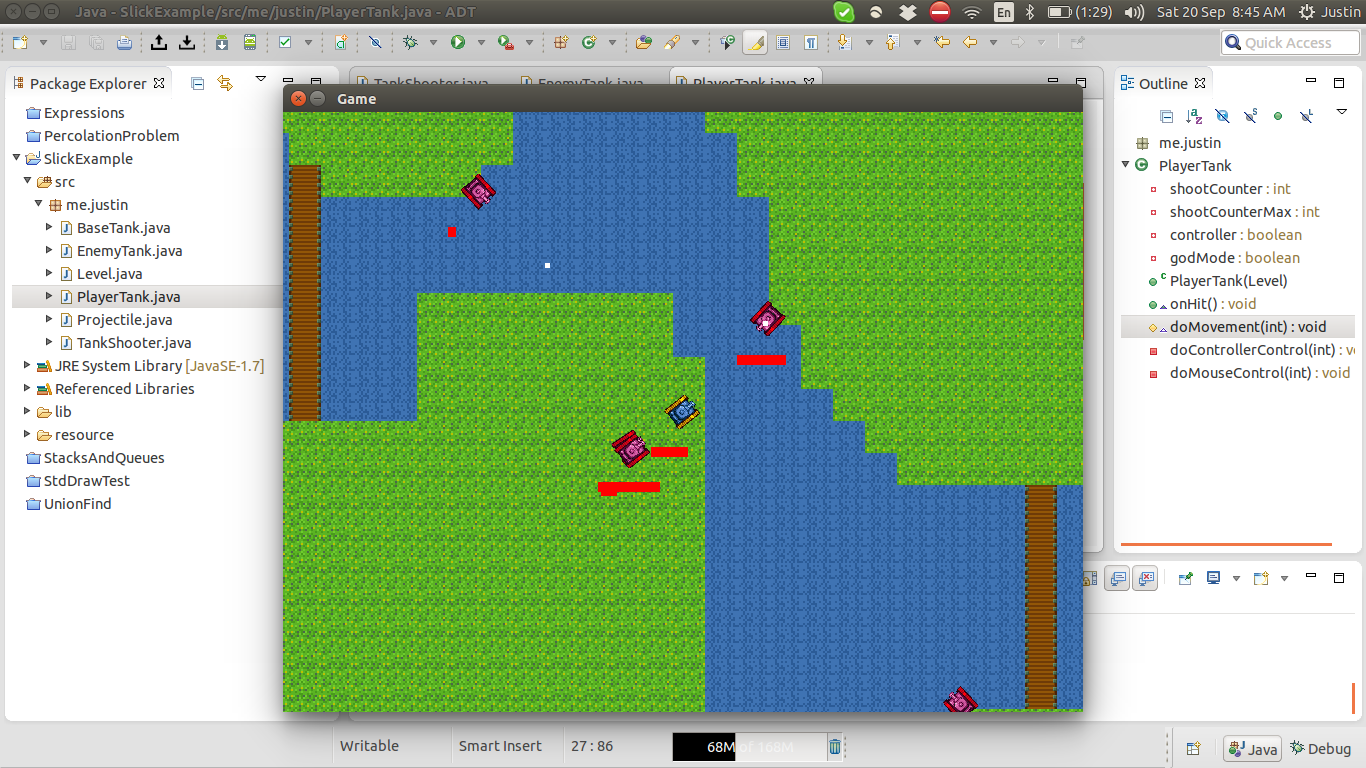 Java - SlickExample/src/me/justin/PlayerTank.java - ADT
En
(1:29)
Sat 20 Sep 8:45 AM
Justin
Quick Access
Package Explorer
TankShooter.java
EnemyTank.java
PlayerTank.java
Outline
Game
Expressions
PercolationProblem
SlickExample
src
me.justin
BaseTank.java
EnemyTank.java
Level.java
PlayerTank.java
Projectile.java
TankShooter.java
JRE System Library [JavaSE-1.7]
Referenced Libraries
lib
resource
StacksAndQueues
StdDrawTest
UnionFind
me.justin
PlayerTank
shootCounter : int
shootCounterMax : int
controller : boolean
godMode : boolean
PlayerTank(Level)
onHit() : void
doMovement(int) : void
doControllerControl(int) : v
doMouseControl(int) : void
Writable
Smart Insert
27 : 86
68M of 168M
Java
Debug